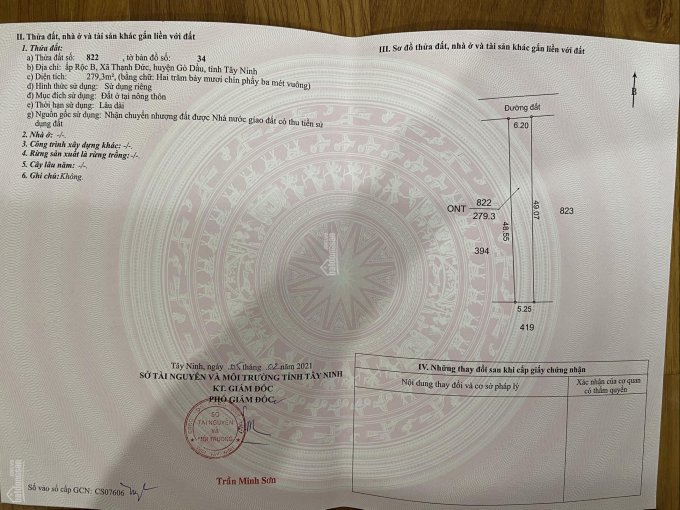 II. Thửa đất, nhà ở và tài sản khác gắn liền với đất
1. Thửa đất:
a) Thửa đất số: 822 , tờ bản đồ số: 34
b) Địa chỉ: ấp Rộc B, Xã Thạnh Đức, huyện Gò Dầu, tỉnh Tây Ninh
c) Diện tích: 279,3m², (bằng chữ: Hai trăm bảy mươi chín phẩy ba mét vuông)
d) Hình thức sử dụng: Sử dụng riêng
đ) Mục đích sử dụng: Đất ở tại nông thôn
e) Thời hạn sử dụng: Lâu dài
g) Nguồn gốc sử dụng: Nhận chuyển nhượng đất được Nhà nước giao đất có thu tiền sử
dụng đất
2. Nhà ở: -/-.
3. Công trình xây dựng khác: -/-.
4. Rừng sản xuất là rừng trồng: -/-.
5. Cây lâu năm: -/-.
6. Ghi chú: Không.
Tây Ninh, ngày tháng 02 năm 2021
SỞ TÀI NGUYÊN VÀ MÔI TRƯỜNG TỈNH TÂY NINH
KT. GIÁM ĐỐC
PHÓ GIÁM ĐỐC
SỞ
TÀI NGUYÊN
VÀ
MÔI TRƯỜNG
Trần Minh Sơn
Số vào sổ cấp GCN: CS07606
III. Sơ đồ thửa đất, nhà ở và tài sản khác gắn liền với đất
B
Đường đất
6.20
ONT 822
279.3
49.07
48.55
823
394
5.25
419
IV. Những thay đổi sau khi cấp giấy chứng nhận
Nội dung thay đổi và cơ sở pháp lý
Xác nhận của cơ quan
có thẩm quyền
batdongsan
batdongsan